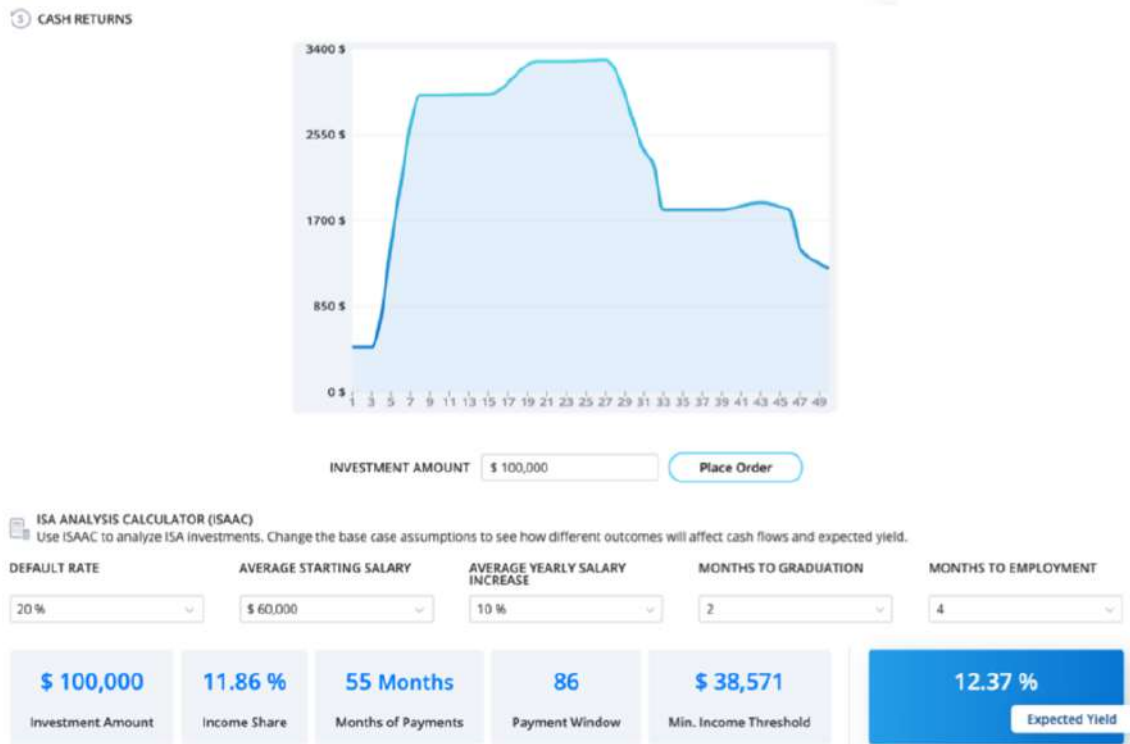 CASH RETURNS
3400 $
2550 $
1700 $
850 $
0 $
1 3 5 7 9 11 13 15 17 19 21 23 25 27 29 31 33 35 37 39 41 43 45 47 49
INVESTMENT AMOUNT $ 100,000 Place Order
ISA ANALYSIS CALCULATOR (ISAAC)
Use ISAAC to analyze ISA investments. Change the base case assumptions to see how different outcomes will affect cash flows and expected yield.
DEFAULT RATE AVERAGE STARTING SALARY AVERAGE YEARLY SALARY INCREASE MONTHS TO GRADUATION MONTHS TO EMPLOYMENT
20 % $ 60,000 10 % 2 4
$ 100,000 11.86 % 55 Months 86 $ 38,571 12.37 %
Investment Amount Income Share Months of Payments Payment Window Min. Income Threshold Expected Yield